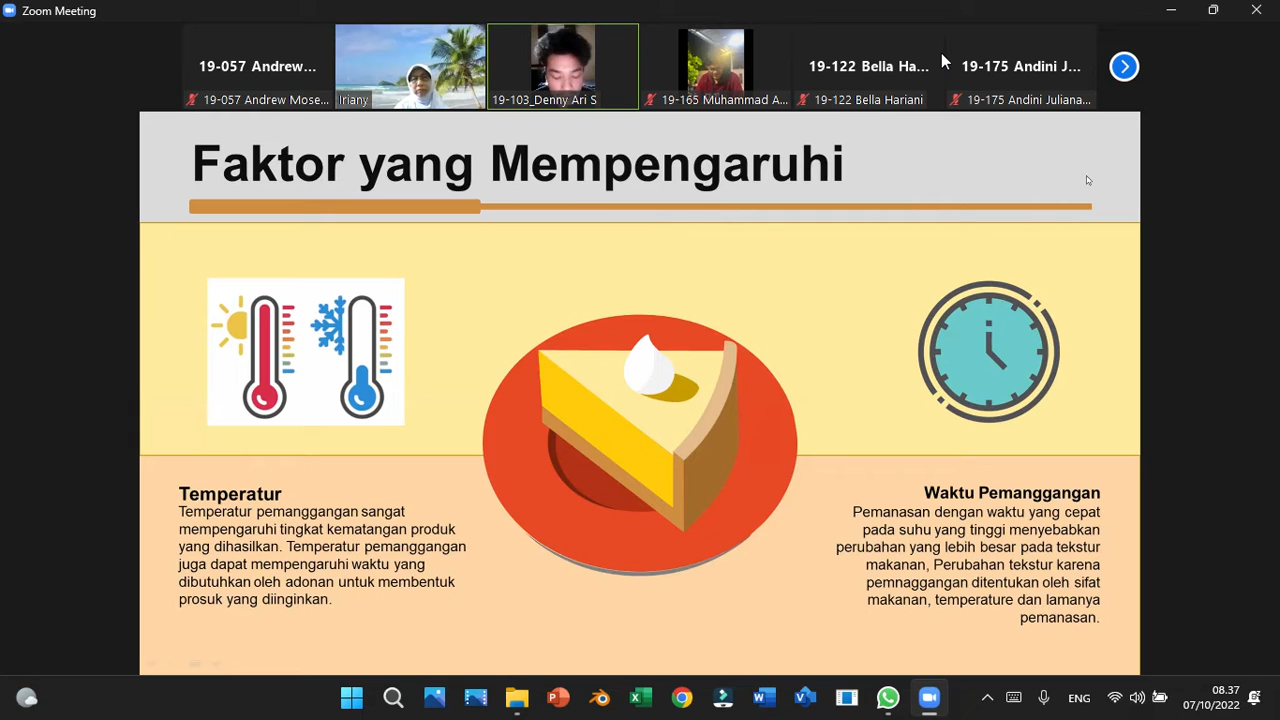 Zoom Meeting
19-057 Andrew...
19-122 Bella Ha...
19-175 Andini J...
19-057 Andrew Mose...
Iriany
19-103_Denny Ari S
19-165 Muhammad A...
19-122 Bella Hariani
19-175 Andini Juliana...
Faktor yang Mempengaruhi
Temperatur
Temperatur pemanggangan sangat
mempengaruhi tingkat kematangan produk
yang dihasilkan. Temperatur pemanggangan
juga dapat mempengaruhi waktu yang
dibutuhkan oleh adonan untuk membentuk
prosuk yang diinginkan.
Waktu Pemanggangan
Pemanasan dengan waktu yang cepat
pada suhu yang tinggi menyebabkan
perubahan yang lebih besar pada tekstur
makanan, Perubahan tekstur karena
pemnaggangan ditentukan oleh sifat
makanan, temperature dan lamanya
pemanasan.
ENG
08.37
07/10/2022